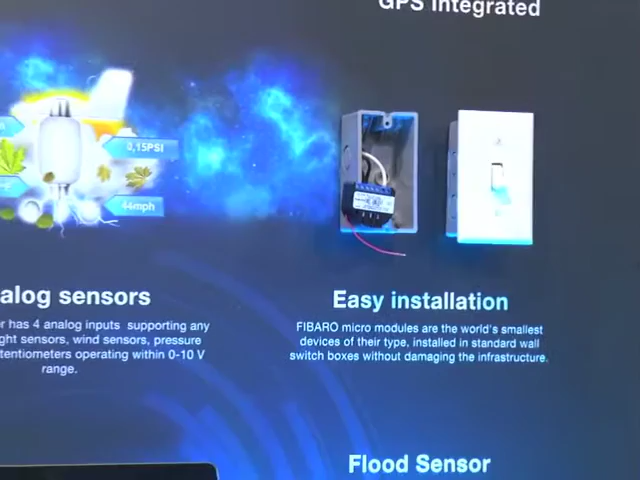 GPS Integrated
0,15PSI
44mph
alog sensors
r has 4 analog inputs supporting any
ght sensors, wind sensors, pressure
tentiometers operating within 0-10 V
range.
Easy installation
FIBARO micro modules are the world's smallest
devices of their type, installed in standard wall
switch boxes without damaging the infrastructure.
Flood Sensor